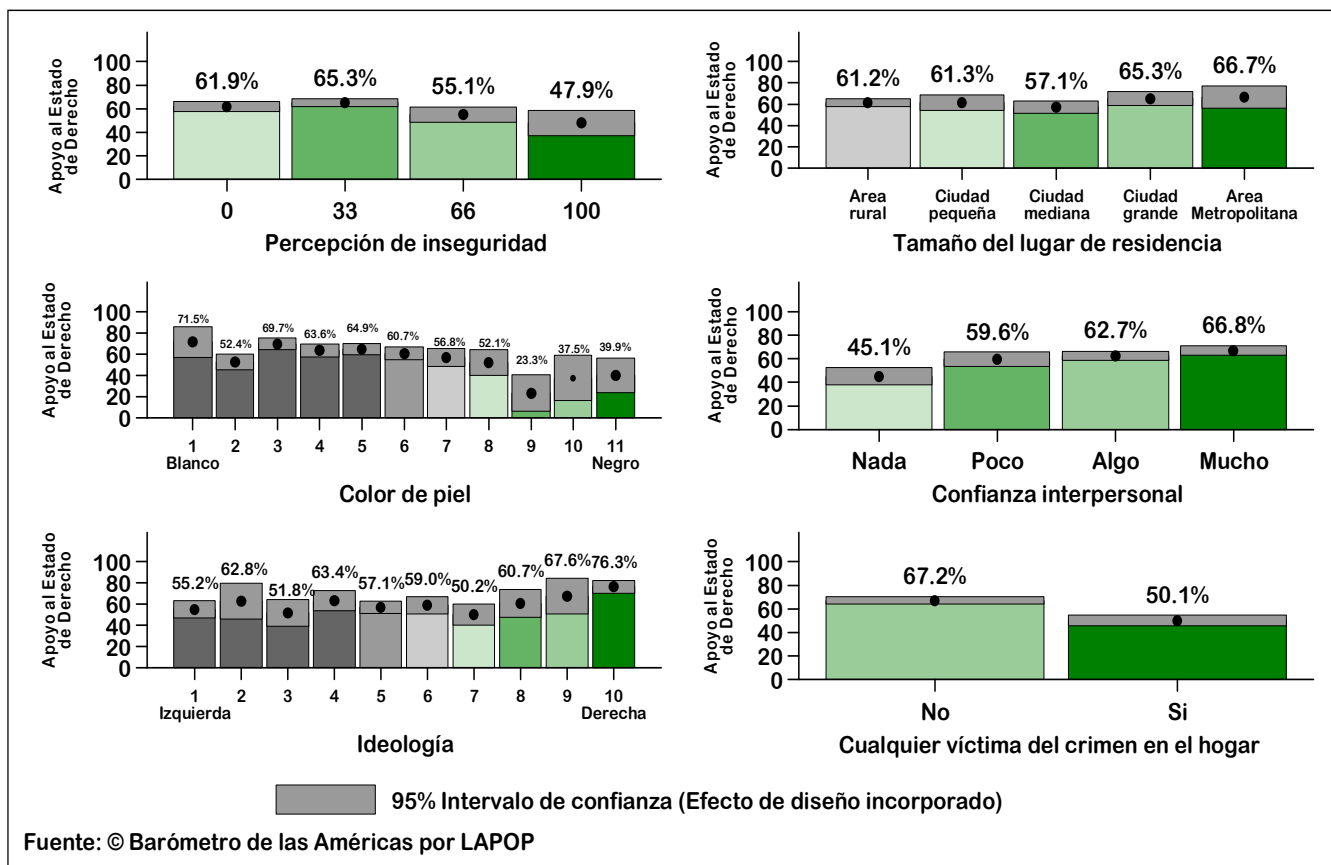 Apoyo al Estado
de Derecho
100
80
60
40
20
0
61.9%
65.3%
55.1%
47.9%
0
33
66
100
Percepción de inseguridad
Apoyo al Estado
de Derecho
100
80
60
40
20
0
61.2%
61.3%
57.1%
65.3%
66.7%
Area
rural
Ciudad
pequeña
Ciudad
mediana
Ciudad
grande
Area
Metropolitana
Tamaño del lugar de residencia
Apoyo al Estado
de Derecho
100
80
60
40
20
0
71.5%
52.4%
69.7%
63.6%
64.9%
60.7%
56.8%
52.1%
23.3%
37.5%
39.9%
1
2
3
4
5
6
7
8
9
10
11
Blanco
Negro
Color de piel
Apoyo al Estado
de Derecho
100
80
60
40
20
0
45.1%
59.6%
62.7%
66.8%
Nada
Poco
Algo
Mucho
Confianza interpersonal
Apoyo al Estado
de Derecho
100
80
60
40
20
0
55.2%
62.8%
51.8%
63.4%
57.1%
59.0%
50.2%
60.7%
67.6%
76.3%
1
2
3
4
5
6
7
8
9
10
Izquierda
Derecha
Ideología
Apoyo al Estado
de Derecho
100
80
60
40
20
0
67.2%
50.1%
No
Si
Cualquier víctima del crimen en el hogar
95% Intervalo de confianza (Efecto de diseño incorporado)
Fuente: © Barómetro de las Américas por LAPOP